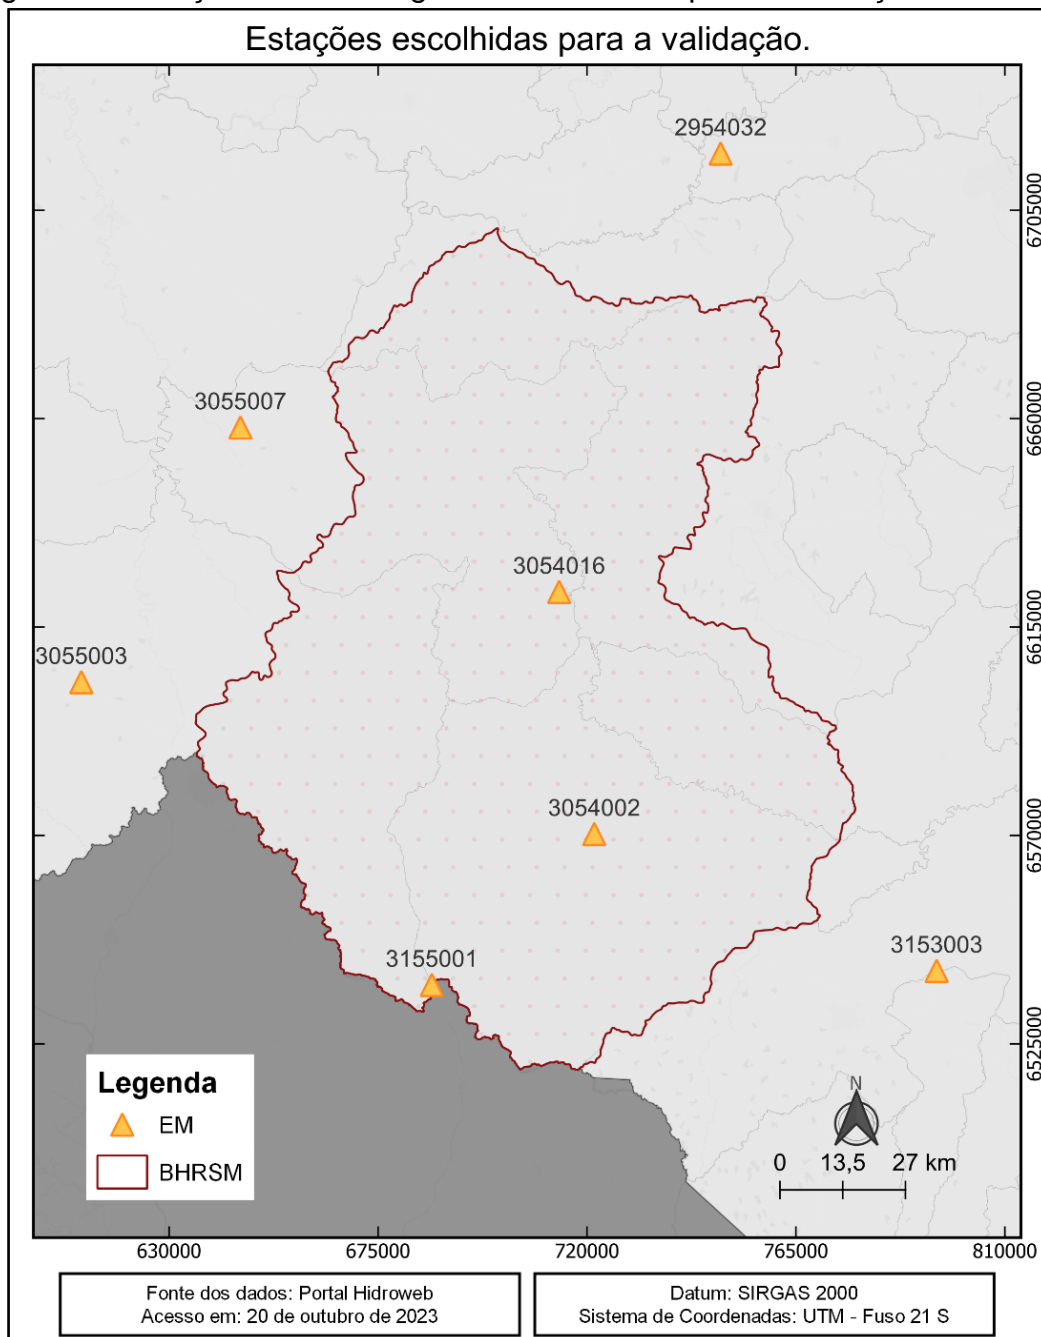 Estações escolhidas para a validação.
2954032
6705000
3055007
6660000
3054016
6615000
3055003
3054002
6570000
3155001
3153003
6525000
Legenda
EM
BHRSM
N
0 13,5 27 km
630000 675000 720000 765000 810000
Fonte dos dados: Portal Hidroweb
Acesso em: 20 de outubro de 2023
Datum: SIRGAS 2000
Sistema de Coordenadas: UTM - Fuso 21 S